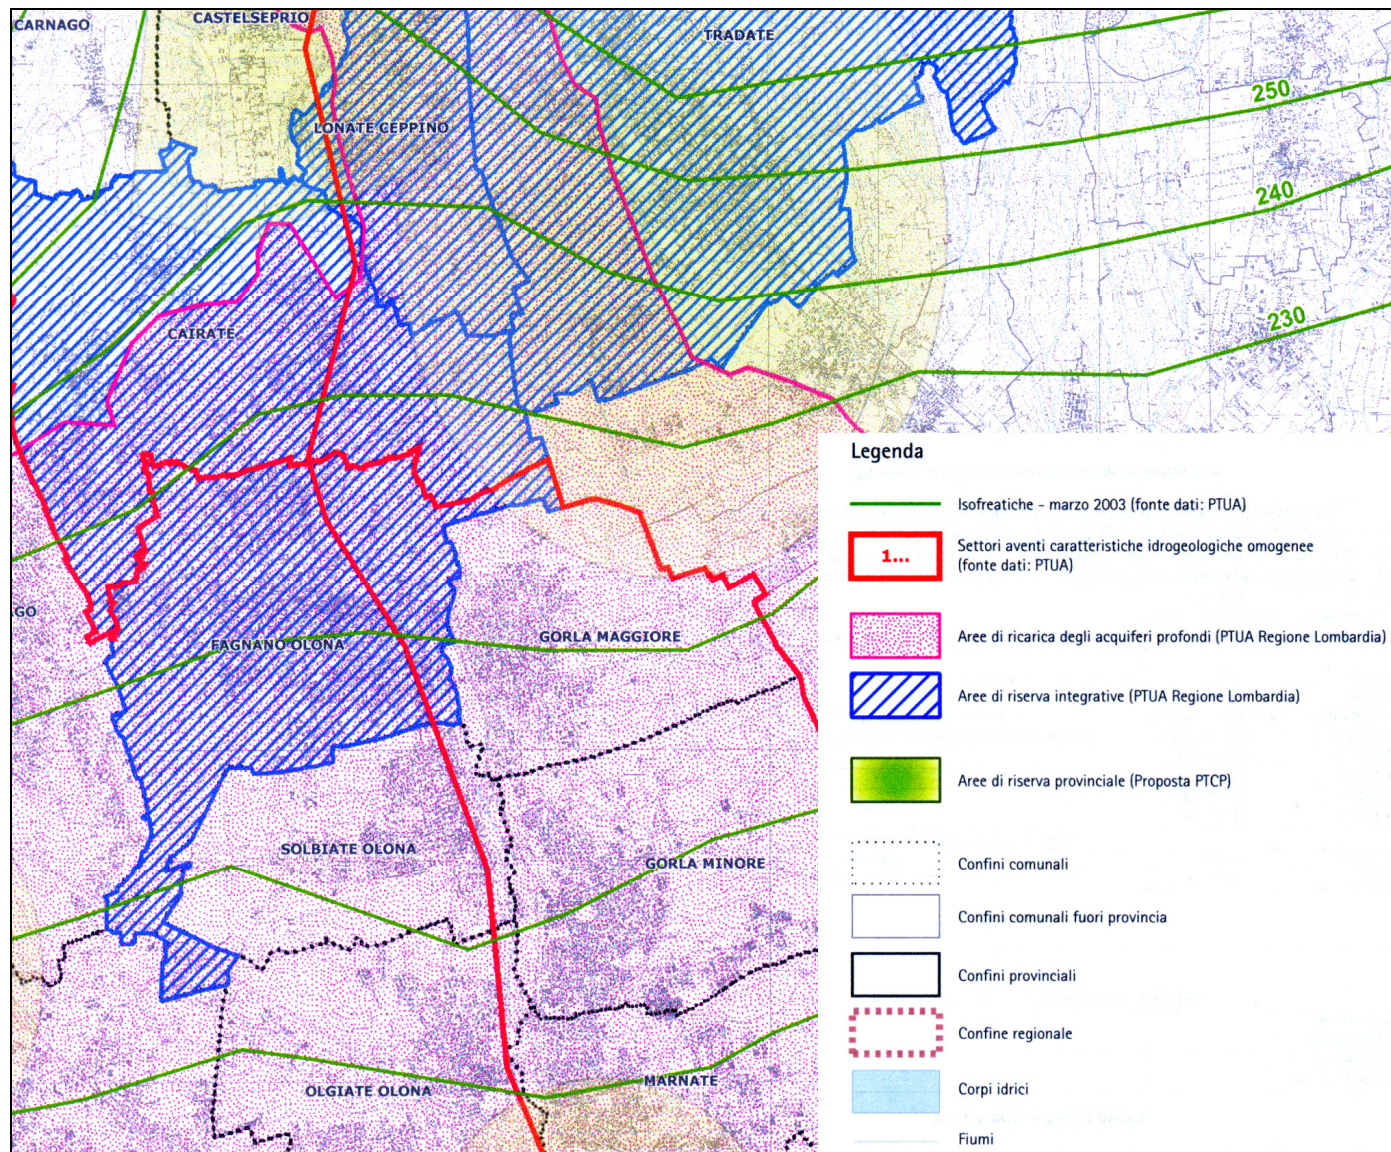 CARNAGO
CASTELSEPRIO
TRADATE
250
LONATE CEPPINO
240
230
CAIRATE
GO
FAGNANO OLONA
GORLA MAGGIORE
SOLBIATE OLONA
GORLA MINORE
OLGIATE OLONA
MARNATE
Legenda
Isofreatiche - marzo 2003 (fonte dati: PTUA)
1...
Settori aventi caratteristiche idrogeologiche omogenee
(fonte dati: PTUA)
Aree di ricarica degli acquiferi profondi (PTUA Regione Lombardia)
Aree di riserva integrative (PTUA Regione Lombardia)
Aree di riserva provinciale (Proposta PTCP)
Confini comunali
Confini comunali fuori provincia
Confini provinciali
Confine regionale
Corpi idrici
Fiumi